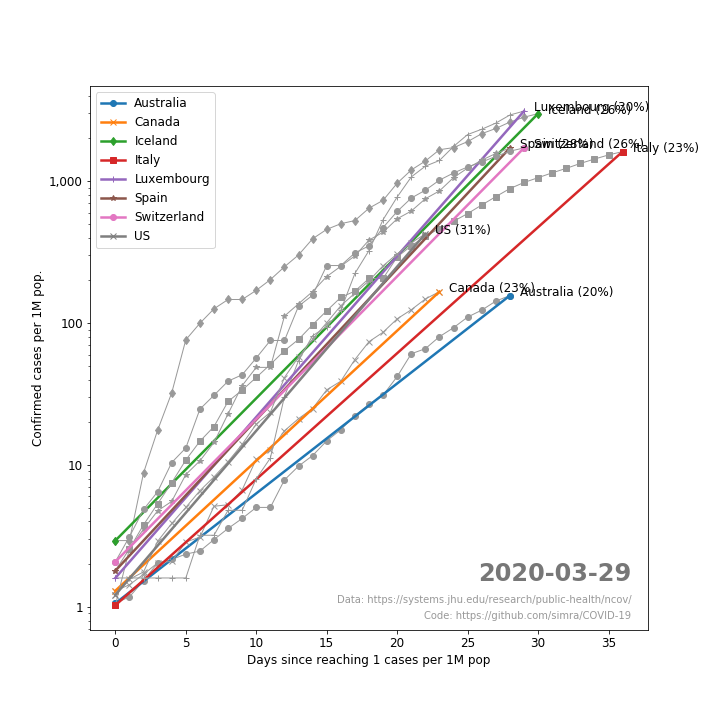 Australia
Canada
Iceland
Italy
Luxembourg
Spain
Switzerland
US
Luxembourg (30%)
Iceland (26%)
Spain (28%)
Switzerland (26%)
Italy (23%)
US (31%)
Canada (23%)
Australia (20%)
1,000
100
10
1
Confirmed cases per 1M pop.
0 5 10 15 20 25 30 35
Days since reaching 1 cases per 1M pop
2020-03-29
Data: https://systems.jhu.edu/research/public-health/ncov/
Code: https://github.com/simra/COVID-19